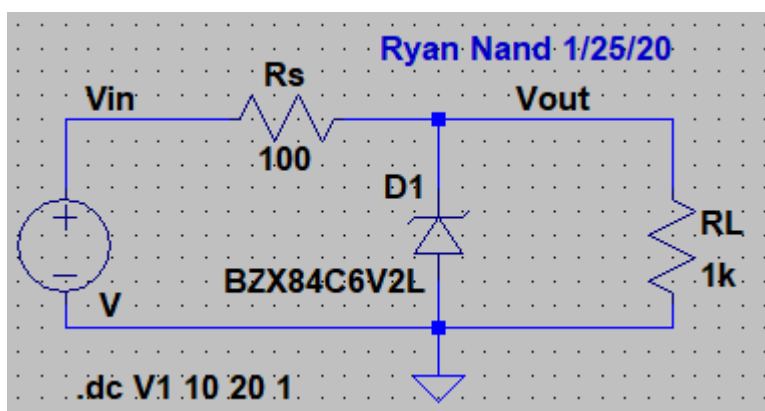 Ryan Nand 1/25/20
Rs
Vin
Vout
100
D1
RL
BZX84C6V2L
1k
V
.dc V1 10 20 1